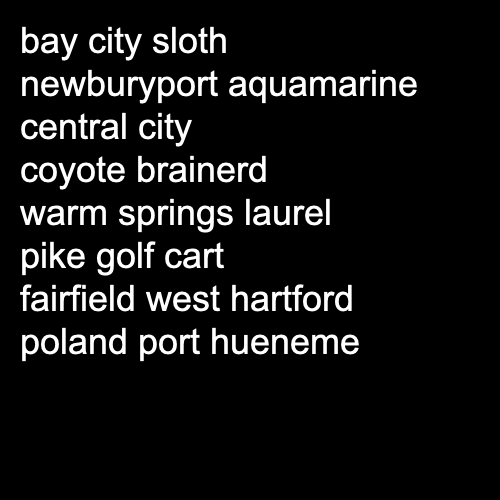 bay city sloth
newburyport aquamarine
central city
coyote brainerd
warm springs laurel
pike golf cart
fairfield west hartford
poland port hueneme